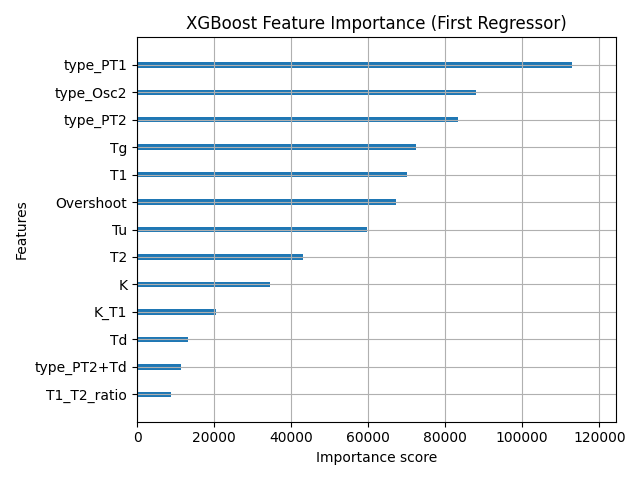 XGBoost Feature Importance (First Regressor)
type_PT1
type_Osc2
type_PT2
Tg
T1
Overshoot
Tu
T2
K
K_T1
Td
type_PT2+Td
T1_T2_ratio
Features
0 20000 40000 60000 80000 100000 120000
Importance score